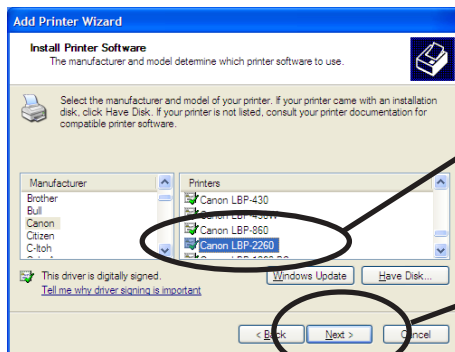 Add Printer Wizard
Install Printer Software
The manufacturer and model determine which printer software to use.
Select the manufacturer and model of your printer. If your printer came with an installation
disk, click Have Disk. If your printer is not listed, consult your printer documentation for
compatible printer software.
Manufacturer
Brother
Bull
Canon
Citizen
C-Itoh
Printers
Canon LBP-430
Canon LBP-430W
Canon LBP-860
Canon LBP-2260
This driver is digitally signed.
Tell me why driver signing is important
Windows Update
Have Disk...
< Back
Next >
Cancel